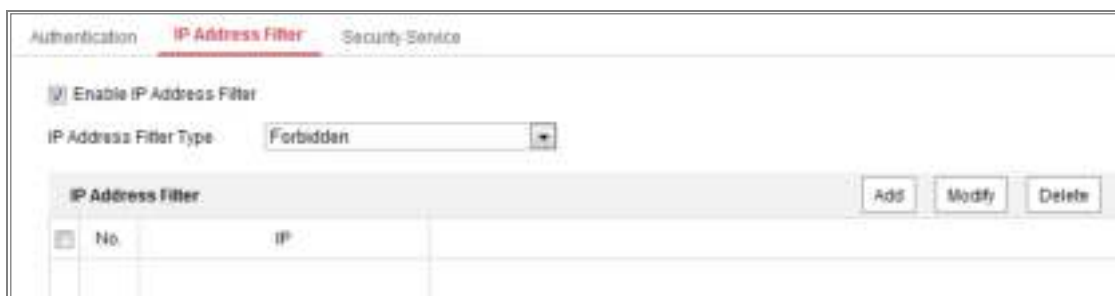 Authentication IP Address Filter Security Service
Enable IP Address Filter
IP Address Filter Type Forbidden
IP Address Filter Add Modify Delete
No. IP